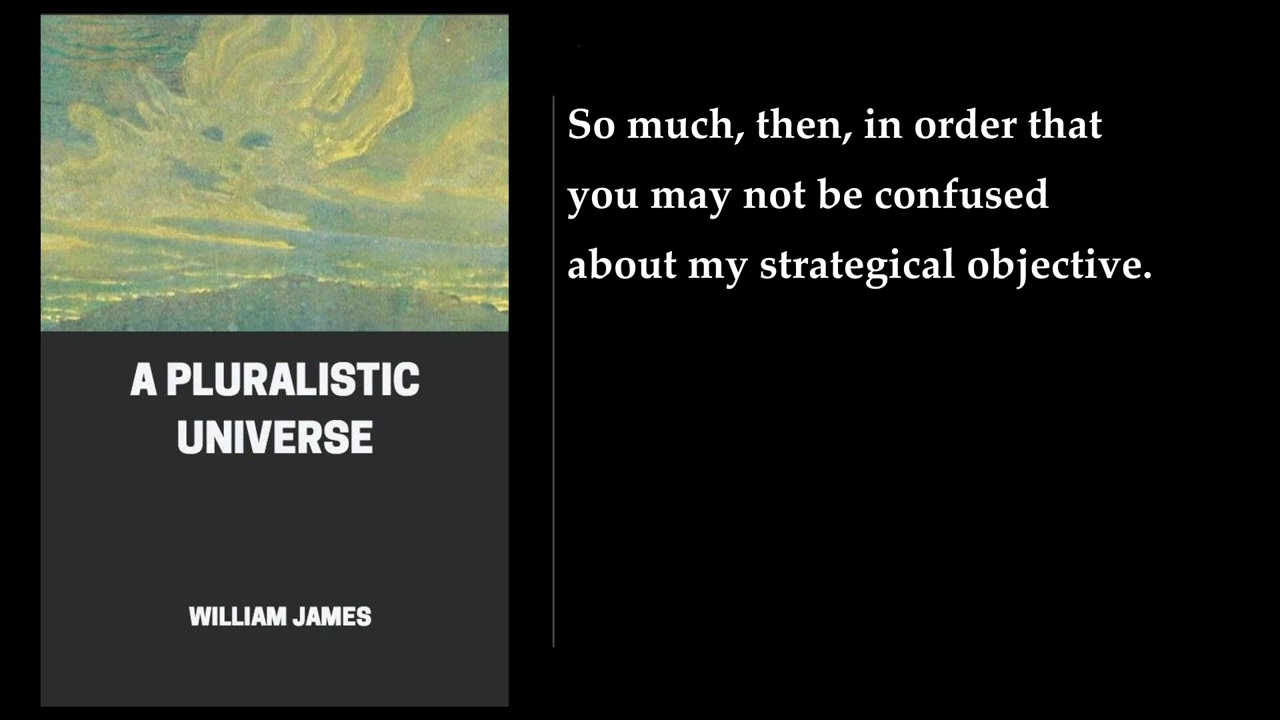 A PLURALISTIC
UNIVERSE
WILLIAM JAMES
So much, then, in order that
you may not be confused
about my strategical objective.